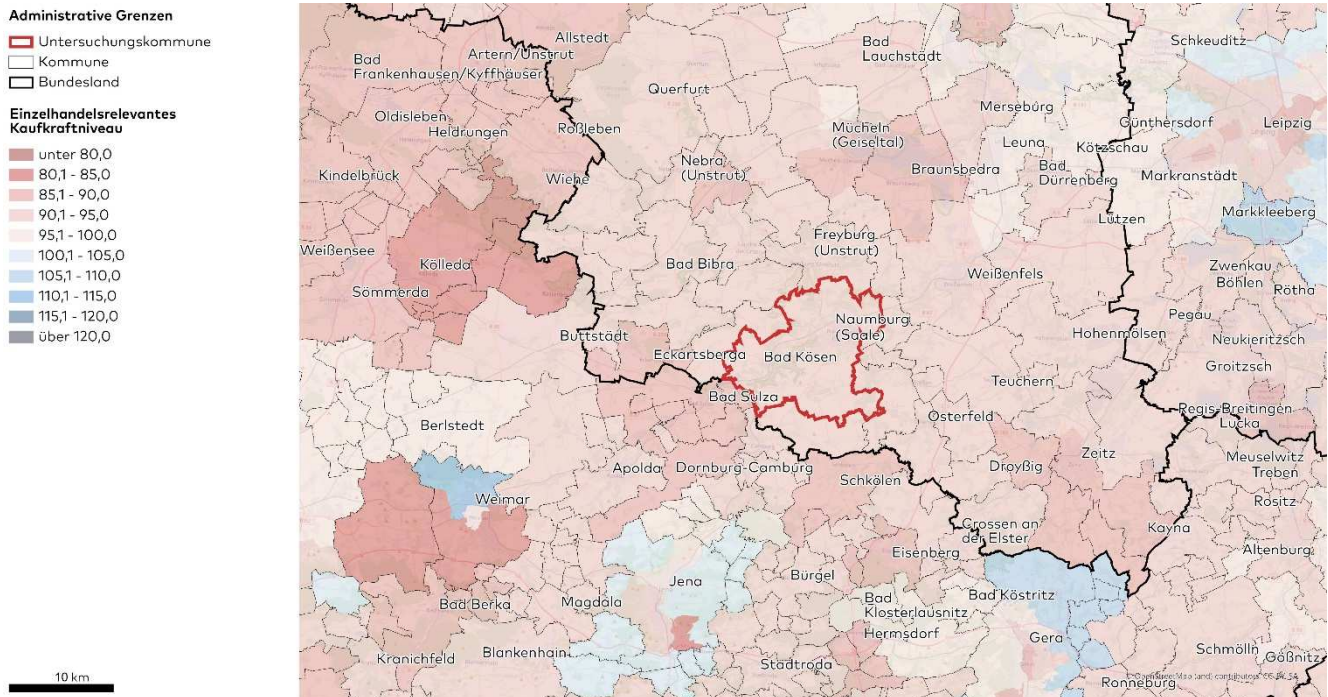 Administrative Grenzen
Untersuchungskommune
Kommune
Bundesland
Einzelhandelsrelevantes
Kaufkraftniveau
unter 80,0
80,1 - 85,0
85,1 - 90,0
90,1 - 95,0
95,1 - 100,0
100,1 - 105,0
105,1 - 110,0
110,1 - 115,0
115,1 - 120,0
über 120,0
10 km
Allstedt
Bad
Frankenhausen/Kyffhäuser
Artern/Unstrut
Bad
Lauchstädt
Schkeuditz
Querfurt
Oldisleben
Heldrungen
Roßleben
Mücheln
(Geiseltal)
Merseburg
Günthersdorf
Leipzig
Leuna
Kötzschau
Kindelbrück
Wiehe
Nebra
(Unstrut)
Braunsbedra
Bad
Dürrenberg
Markranstädt
Lützen
Markkleeberg
Weißensee
Kölleda
Bad Bibra
Freyburg
(Unstrut)
Weißenfels
Zwenkau
Böhlen
Rötha
Sömmerda
Pegau
Buttstädt
Eckartsberga
Bad Kösen
Naumburg
(Saale)
Hohenmölsen
Neukieritzsch
Groitzsch
Bad Sulza
Teuchern
Osterfeld
Regis-Breitingen
Lucka
Berlstedt
Zeitz
Meuselwitz
Treben
Apolda
Dornburg-Camburg
Schkölen
Droyßig
Rositz
Weimar
Crossen an
der Elster
Kayna
Eisenberg
Altenburg
Jena
Bürgel
Bad
Klosterlausnitz
Bad Köstritz
Bad Berka
Magdala
Hermsdorf
Gera
Kranichfeld
Blankenhain
Stadtroda
Schmölln
Gößnitz
Ronneburg